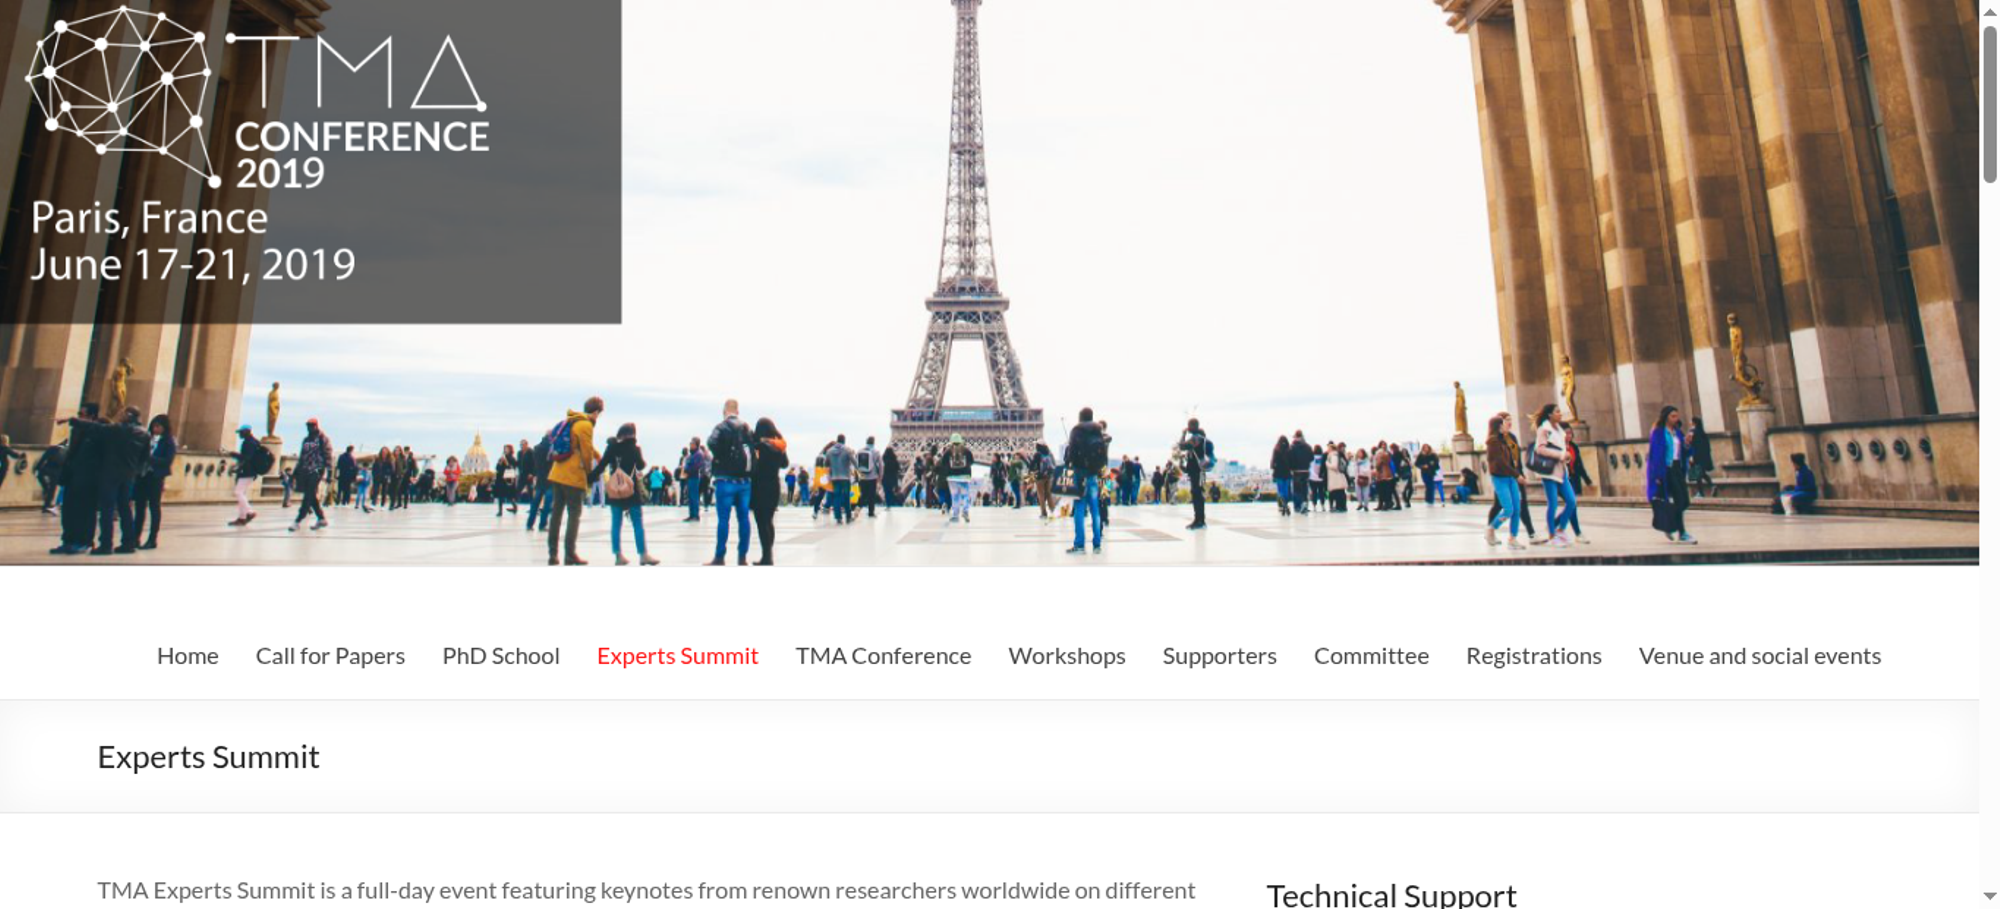 TMA
CONFERENCE
2019
Paris, France
June 17-21, 2019
Home Call for Papers PhD School Experts Summit TMA Conference Workshops Supporters Committee Registrations Venue and social events
Experts Summit
TMA Experts Summit is a full-day event featuring keynotes from renown researchers worldwide on different
Technical Support